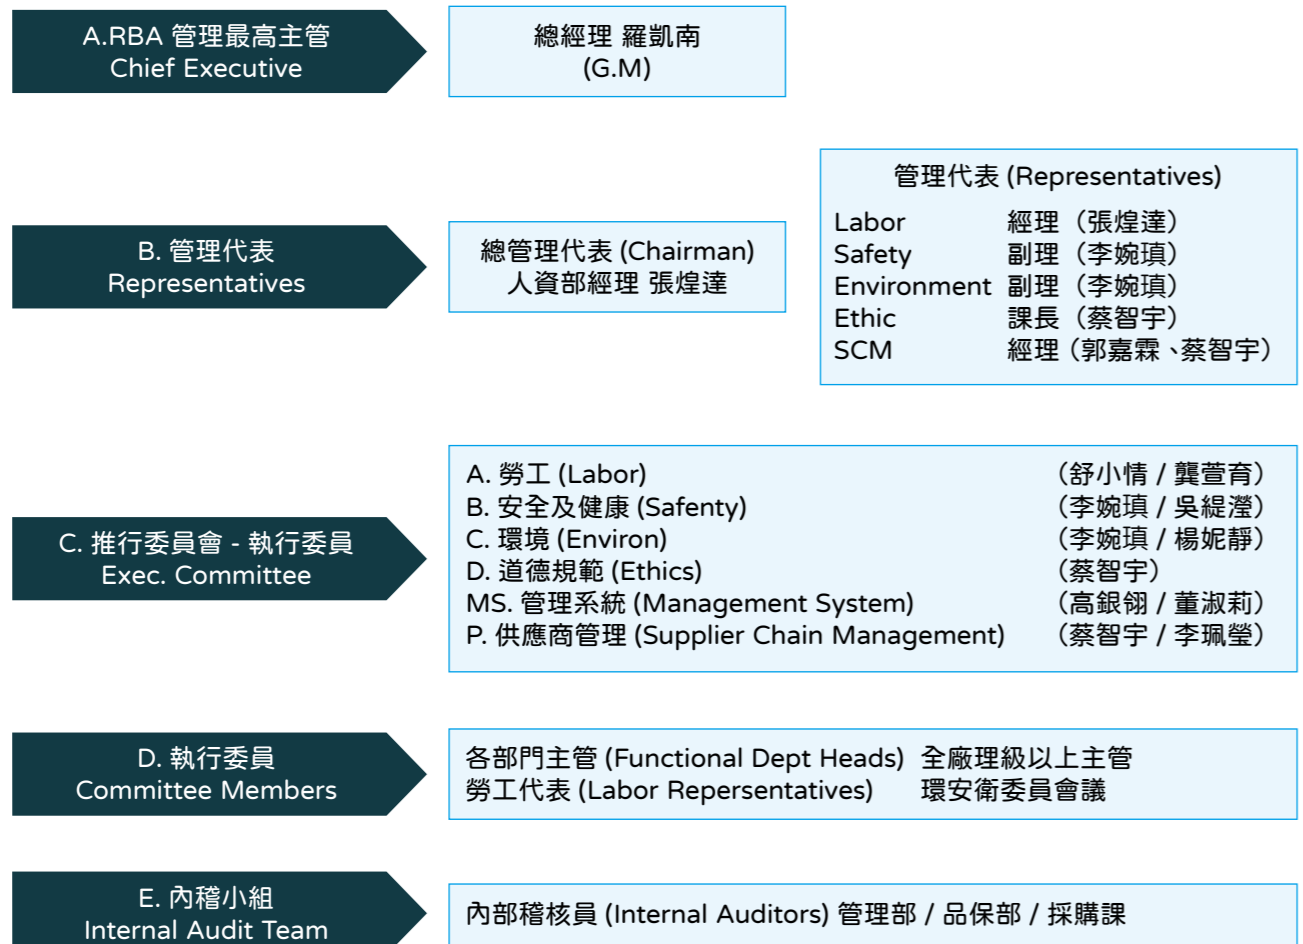 A.RBA 管理最高主管
Chief Executive
總經理 羅凱南
(G.M)
B. 管理代表
Representatives
總管理代表 (Chairman)
人資部經理 張煌達
管理代表 (Representatives)
Labor 經理（張煌達）
Safety 副理（李婉瑱）
Environment 副理（李婉瑱）
Ethic 課長（蔡智宇）
SCM 經理（郭嘉霖、蔡智宇）
C. 推行委員會 - 執行委員
Exec. Committee
A. 勞工 (Labor) （舒小情 / 龔萱育）
B. 安全及健康 (Safenty) （李婉瑱 / 吳緹瀅）
C. 環境 (Environ) （李婉瑱 / 楊妮靜）
D. 道德規範 (Ethics) （蔡智宇）
MS. 管理系統 (Management System) （高銀翎 / 董淑莉）
P. 供應商管理 (Supplier Chain Management) （蔡智宇 / 李珮瑩）
D. 執行委員
Committee Members
各部門主管 (Functional Dept Heads) 全廠理級以上主管
勞工代表 (Labor Repersentatives) 環安衛委員會議
E. 內稽小組
Internal Audit Team
內部稽核員 (Internal Auditors) 管理部 / 品保部 / 採購課